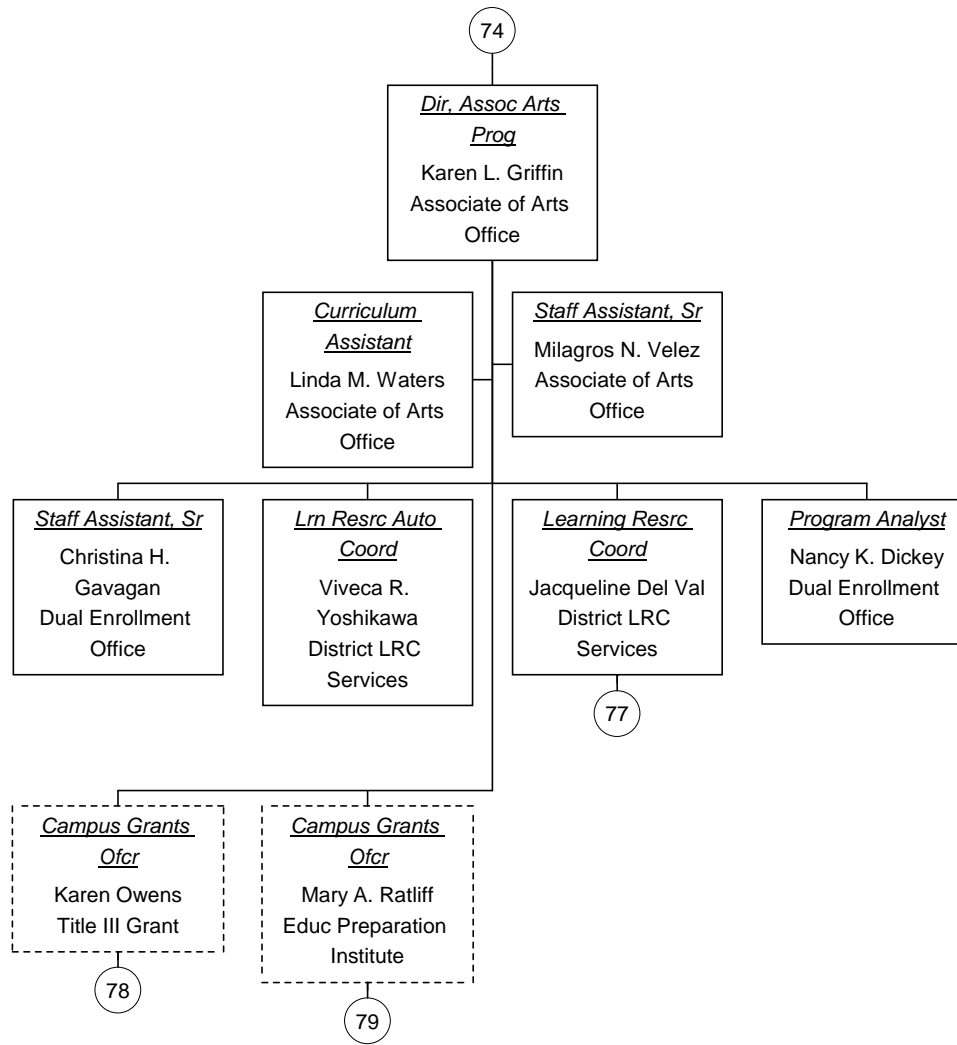 74
Dir, Assoc Arts
Prog
Karen L. Griffin
Associate of Arts
Office
Curriculum
Assistant
Linda M. Waters
Associate of Arts
Office
Staff Assistant, Sr
Milagros N. Velez
Associate of Arts
Office
Staff Assistant, Sr
Christina H.
Gavagan
Dual Enrollment
Office
Lrn Resrc Auto
Coord
Viveca R.
Yoshikawa
District LRC
Services
Learning Resrc
Coord
Jacqueline Del Val
District LRC
Services
77
Program Analyst
Nancy K. Dickey
Dual Enrollment
Office
Campus Grants
Ofcr
Karen Owens
Title III Grant
78
Campus Grants
Ofcr
Mary A. Ratliff
Educ Preparation
Institute
79